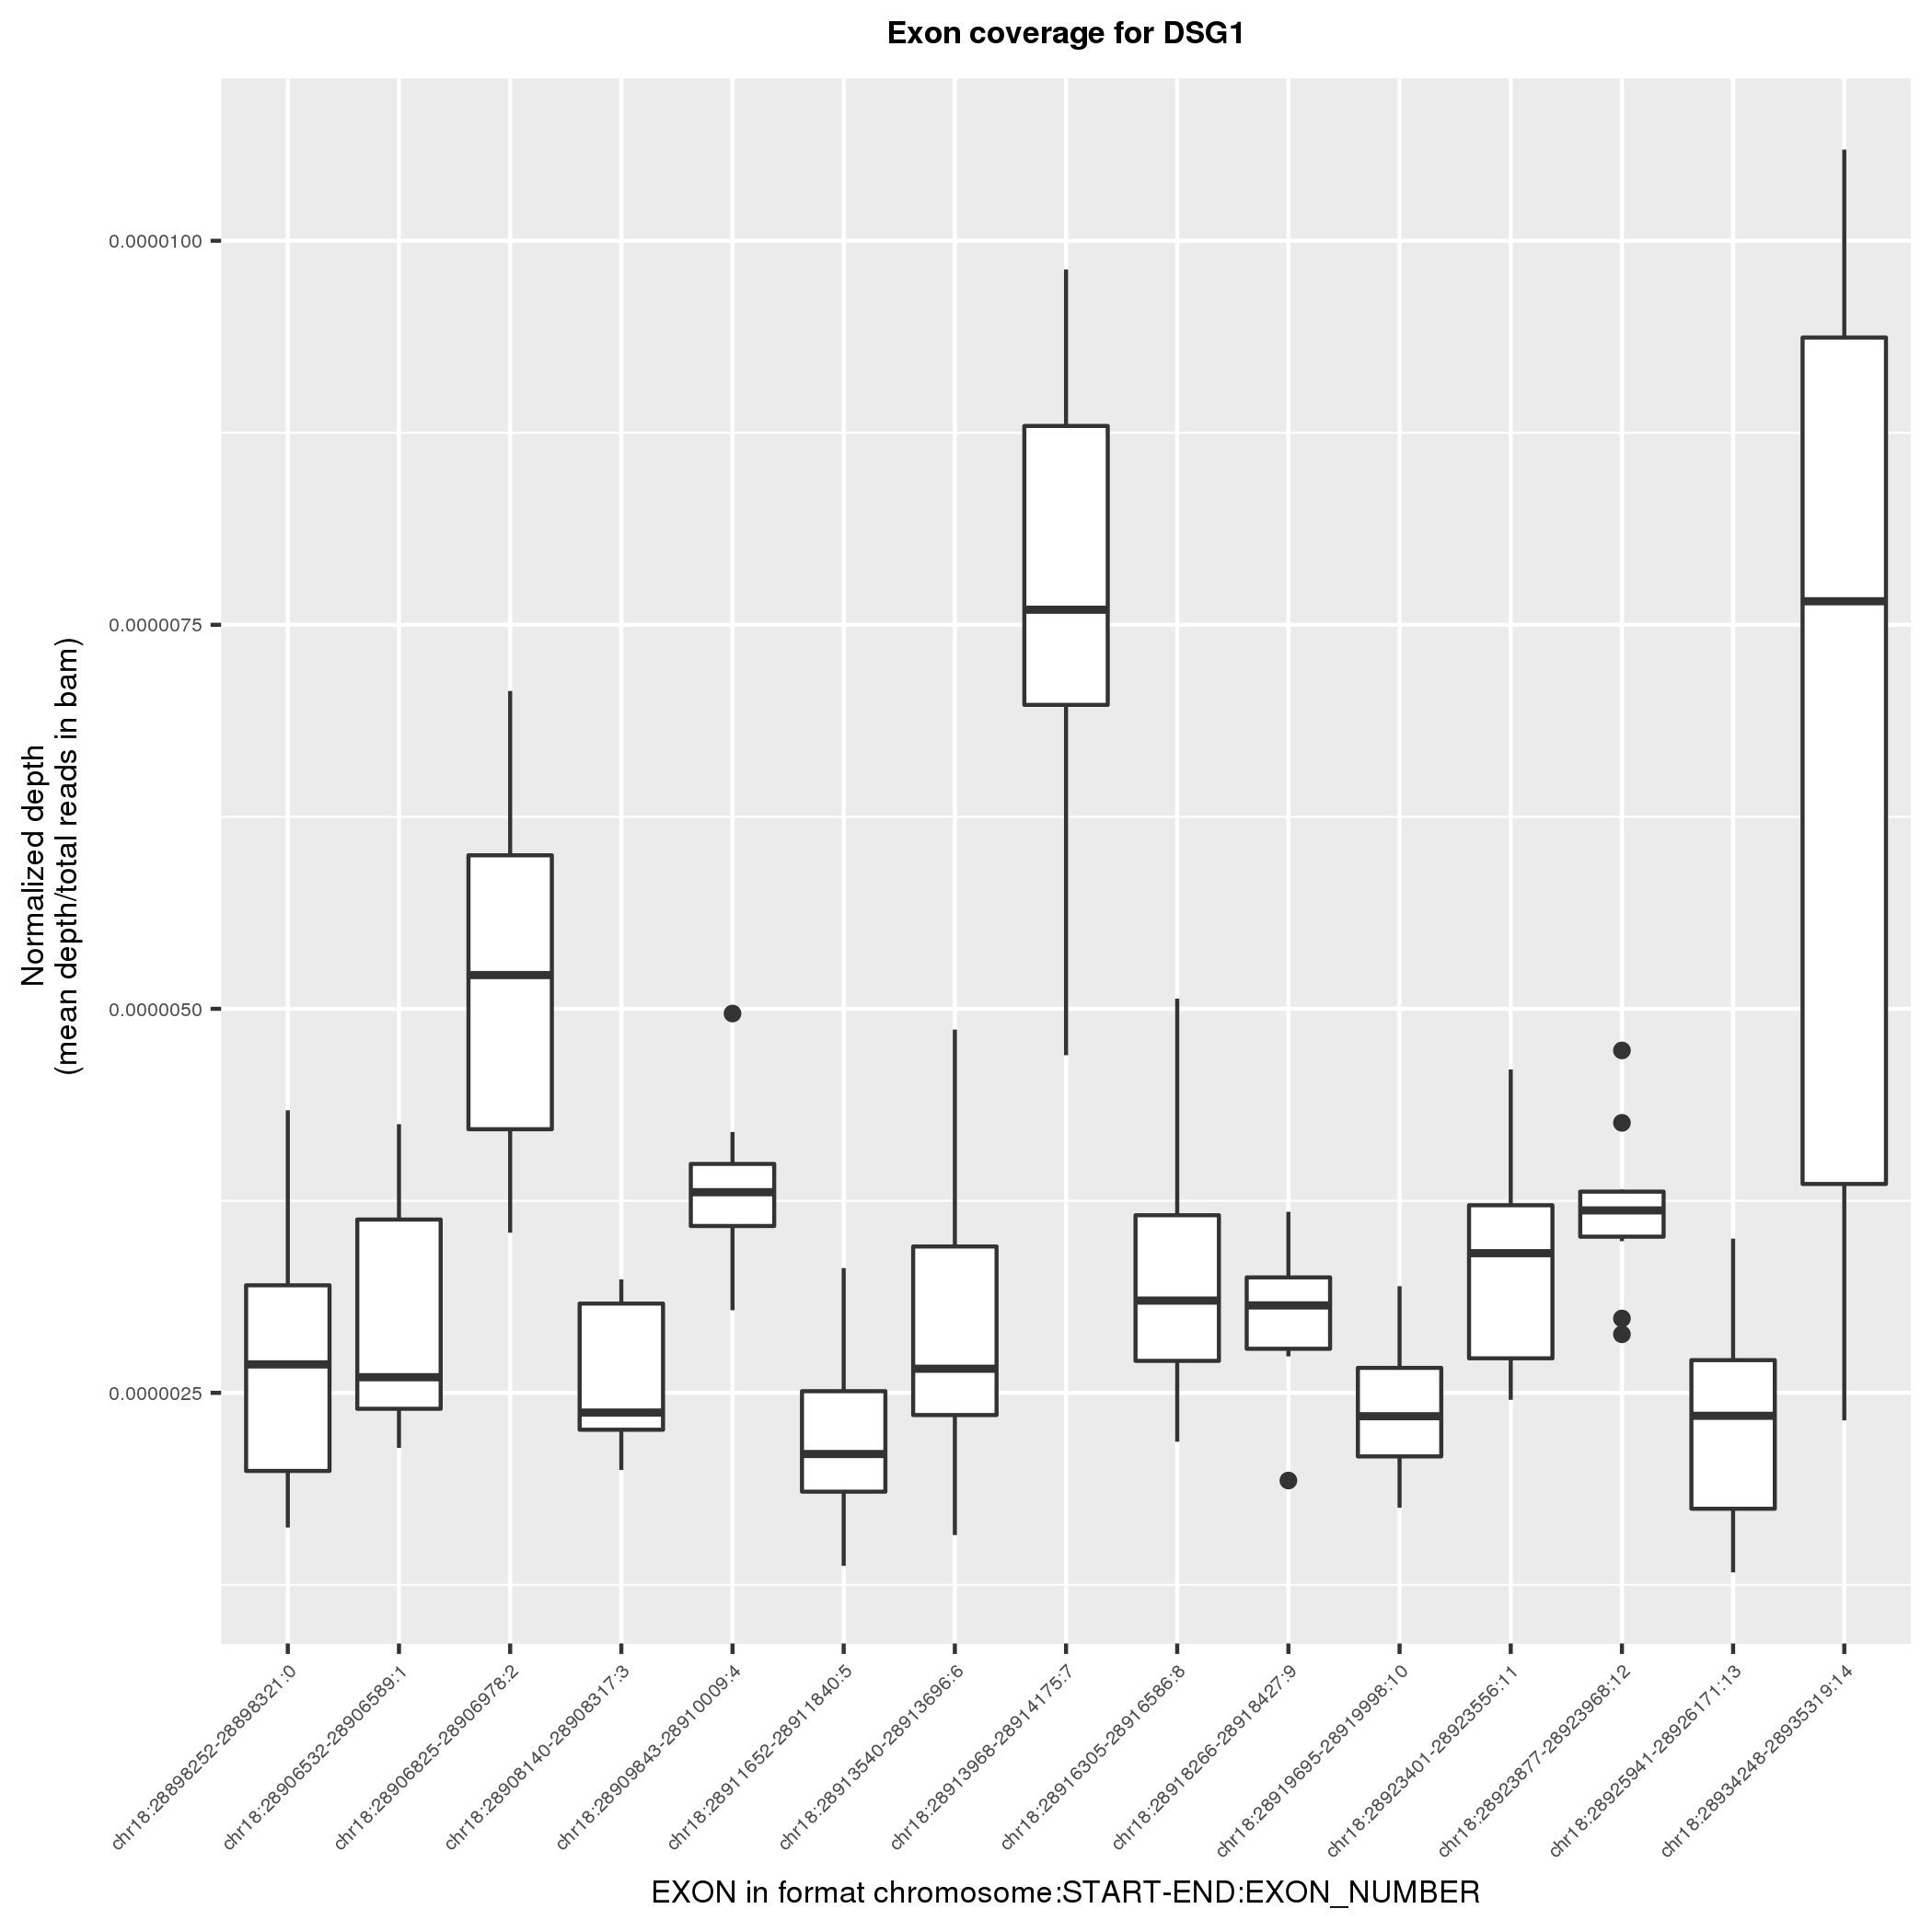 Exon coverage for DSG1
Normalized depth
(mean depth/total reads in bam)
0.0000100
0.0000075
0.0000050
0.0000025
chr18:28898252-28898321:0
chr18:28906532-28906589:1
chr18:28906825-28906978:2
chr18:28908140-28908317:3
chr18:28909843-28910009:4
chr18:28911652-28911840:5
chr18:28913540-28913696:6
chr18:28913968-28914175:7
chr18:28916305-28916586:8
chr18:28918266-28918427:9
chr18:28919695-28919998:10
chr18:28923401-28923556:11
chr18:28923877-28923968:12
chr18:28925941-28926171:13
chr18:28934248-28935319:14
EXON in format chromosome:START-END:EXON_NUMBER